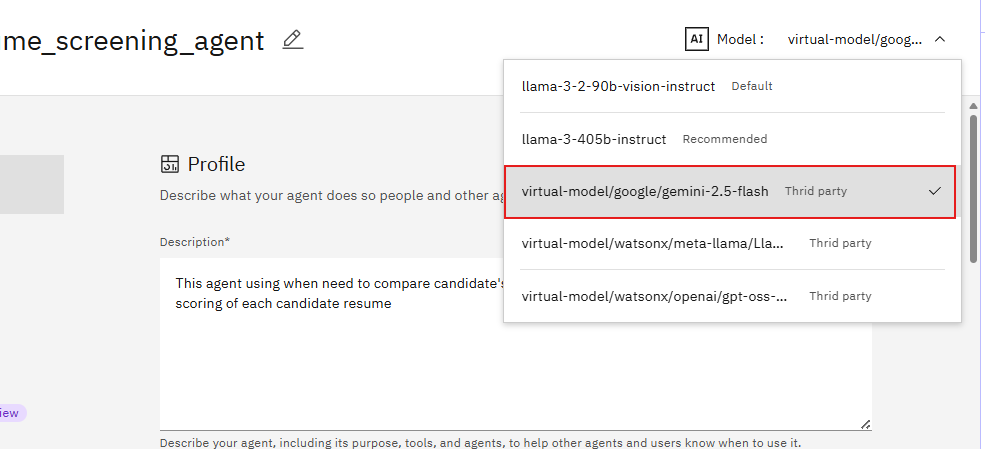 me_screening_agent
AI Model : virtual-model/goog...
llama-3-2-90b-vision-instruct Default
llama-3-405b-instruct Recommended
virtual-model/google/gemini-2.5-flash Thrid party
virtual-model/watsonx/meta-llama/Lla... Thrid party
virtual-model/watsonx/openai/gpt-oss-... Thrid party
Profile
Describe what your agent does so people and other ag
Description*
This agent using when need to compare candidate's
scoring of each candidate resume
iew
Describe your agent, including its purpose, tools, and agents, to help other agents and users know when to use it.